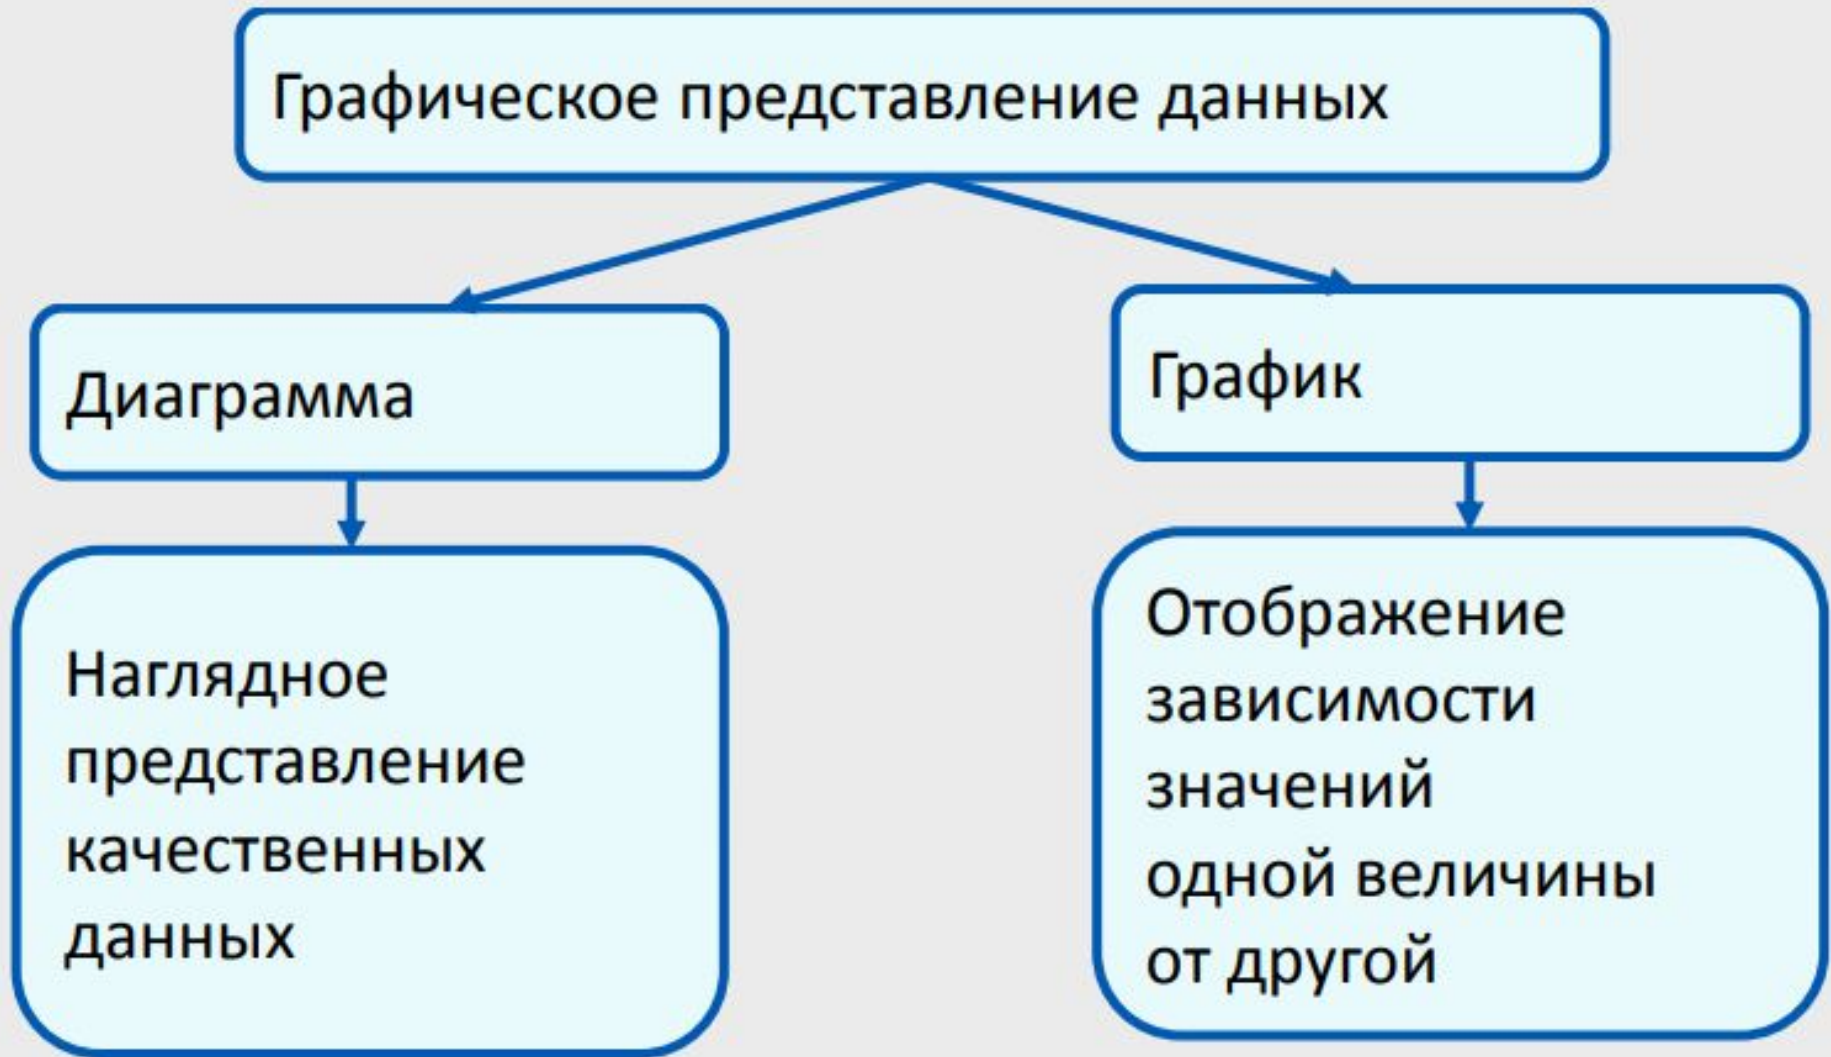 Графическое представление данных
Диаграмма
График
Наглядное
представление
качественных
данных
Отображение
зависимости
значений
одной величины
от другой